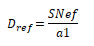 D_ref = SNef / a1